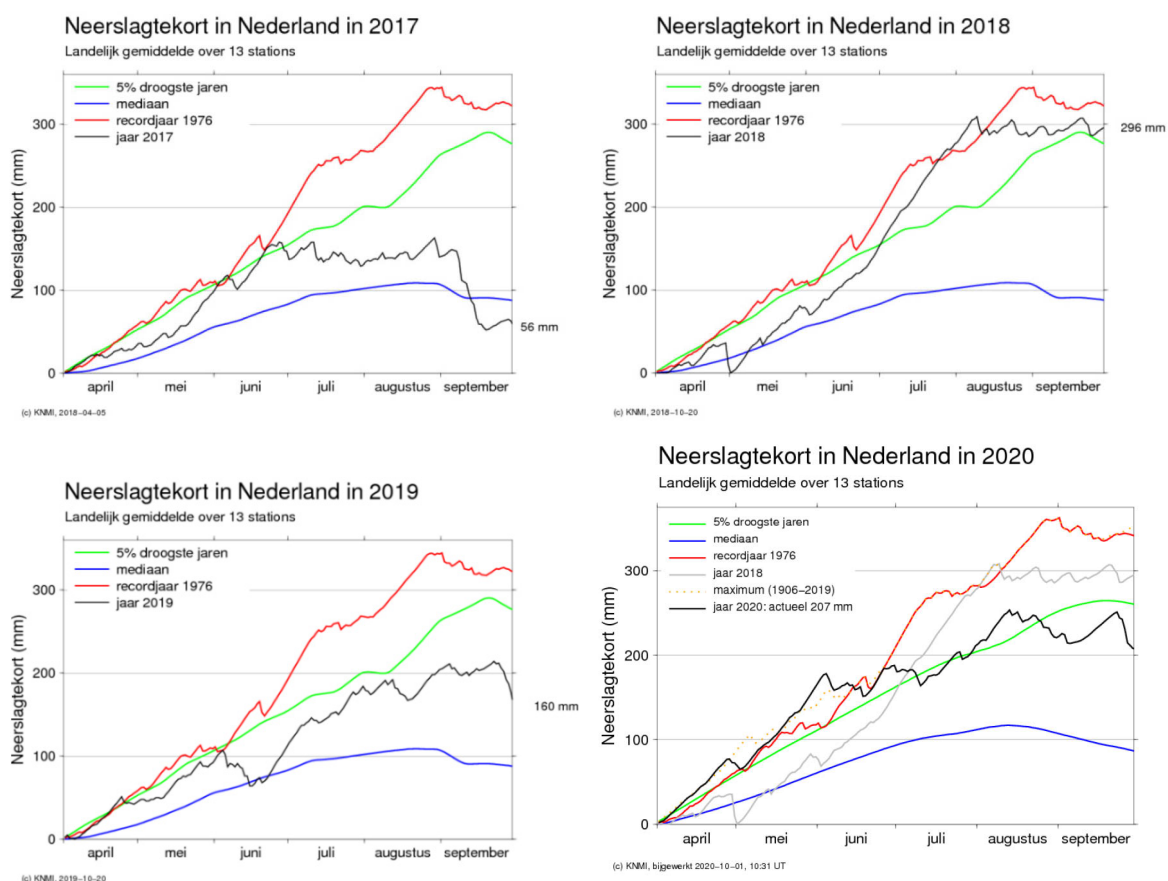 Neerslagtekort in Nederland in 2017
Landelijk gemiddelde over 13 stations
5% droogste jaren
mediaan
recordjaar 1976
jaar 2017
Neerslagtekort (mm)
300
200
100
0
april mei juni juli augustus september
56 mm
(c) KNMI, 2018-04-05
Neerslagtekort in Nederland in 2018
Landelijk gemiddelde over 13 stations
5% droogste jaren
mediaan
recordjaar 1976
jaar 2018
Neerslagtekort (mm)
300
200
100
0
april mei juni juli augustus september
296 mm
(c) KNMI, 2018-10-20
Neerslagtekort in Nederland in 2019
Landelijk gemiddelde over 13 stations
5% droogste jaren
mediaan
recordjaar 1976
jaar 2019
Neerslagtekort (mm)
300
200
100
0
april mei juni juli augustus september
160 mm
(c) KNMI, 2019-10-20
Neerslagtekort in Nederland in 2020
Landelijk gemiddelde over 13 stations
5% droogste jaren
mediaan
recordjaar 1976
jaar 2018
maximum (1906-2019)
jaar 2020: actueel 207 mm
Neerslagtekort (mm)
300
200
100
0
april mei juni juli augustus september
(c) KNMI, bijgewerkt 2020-10-01, 10:31 UT